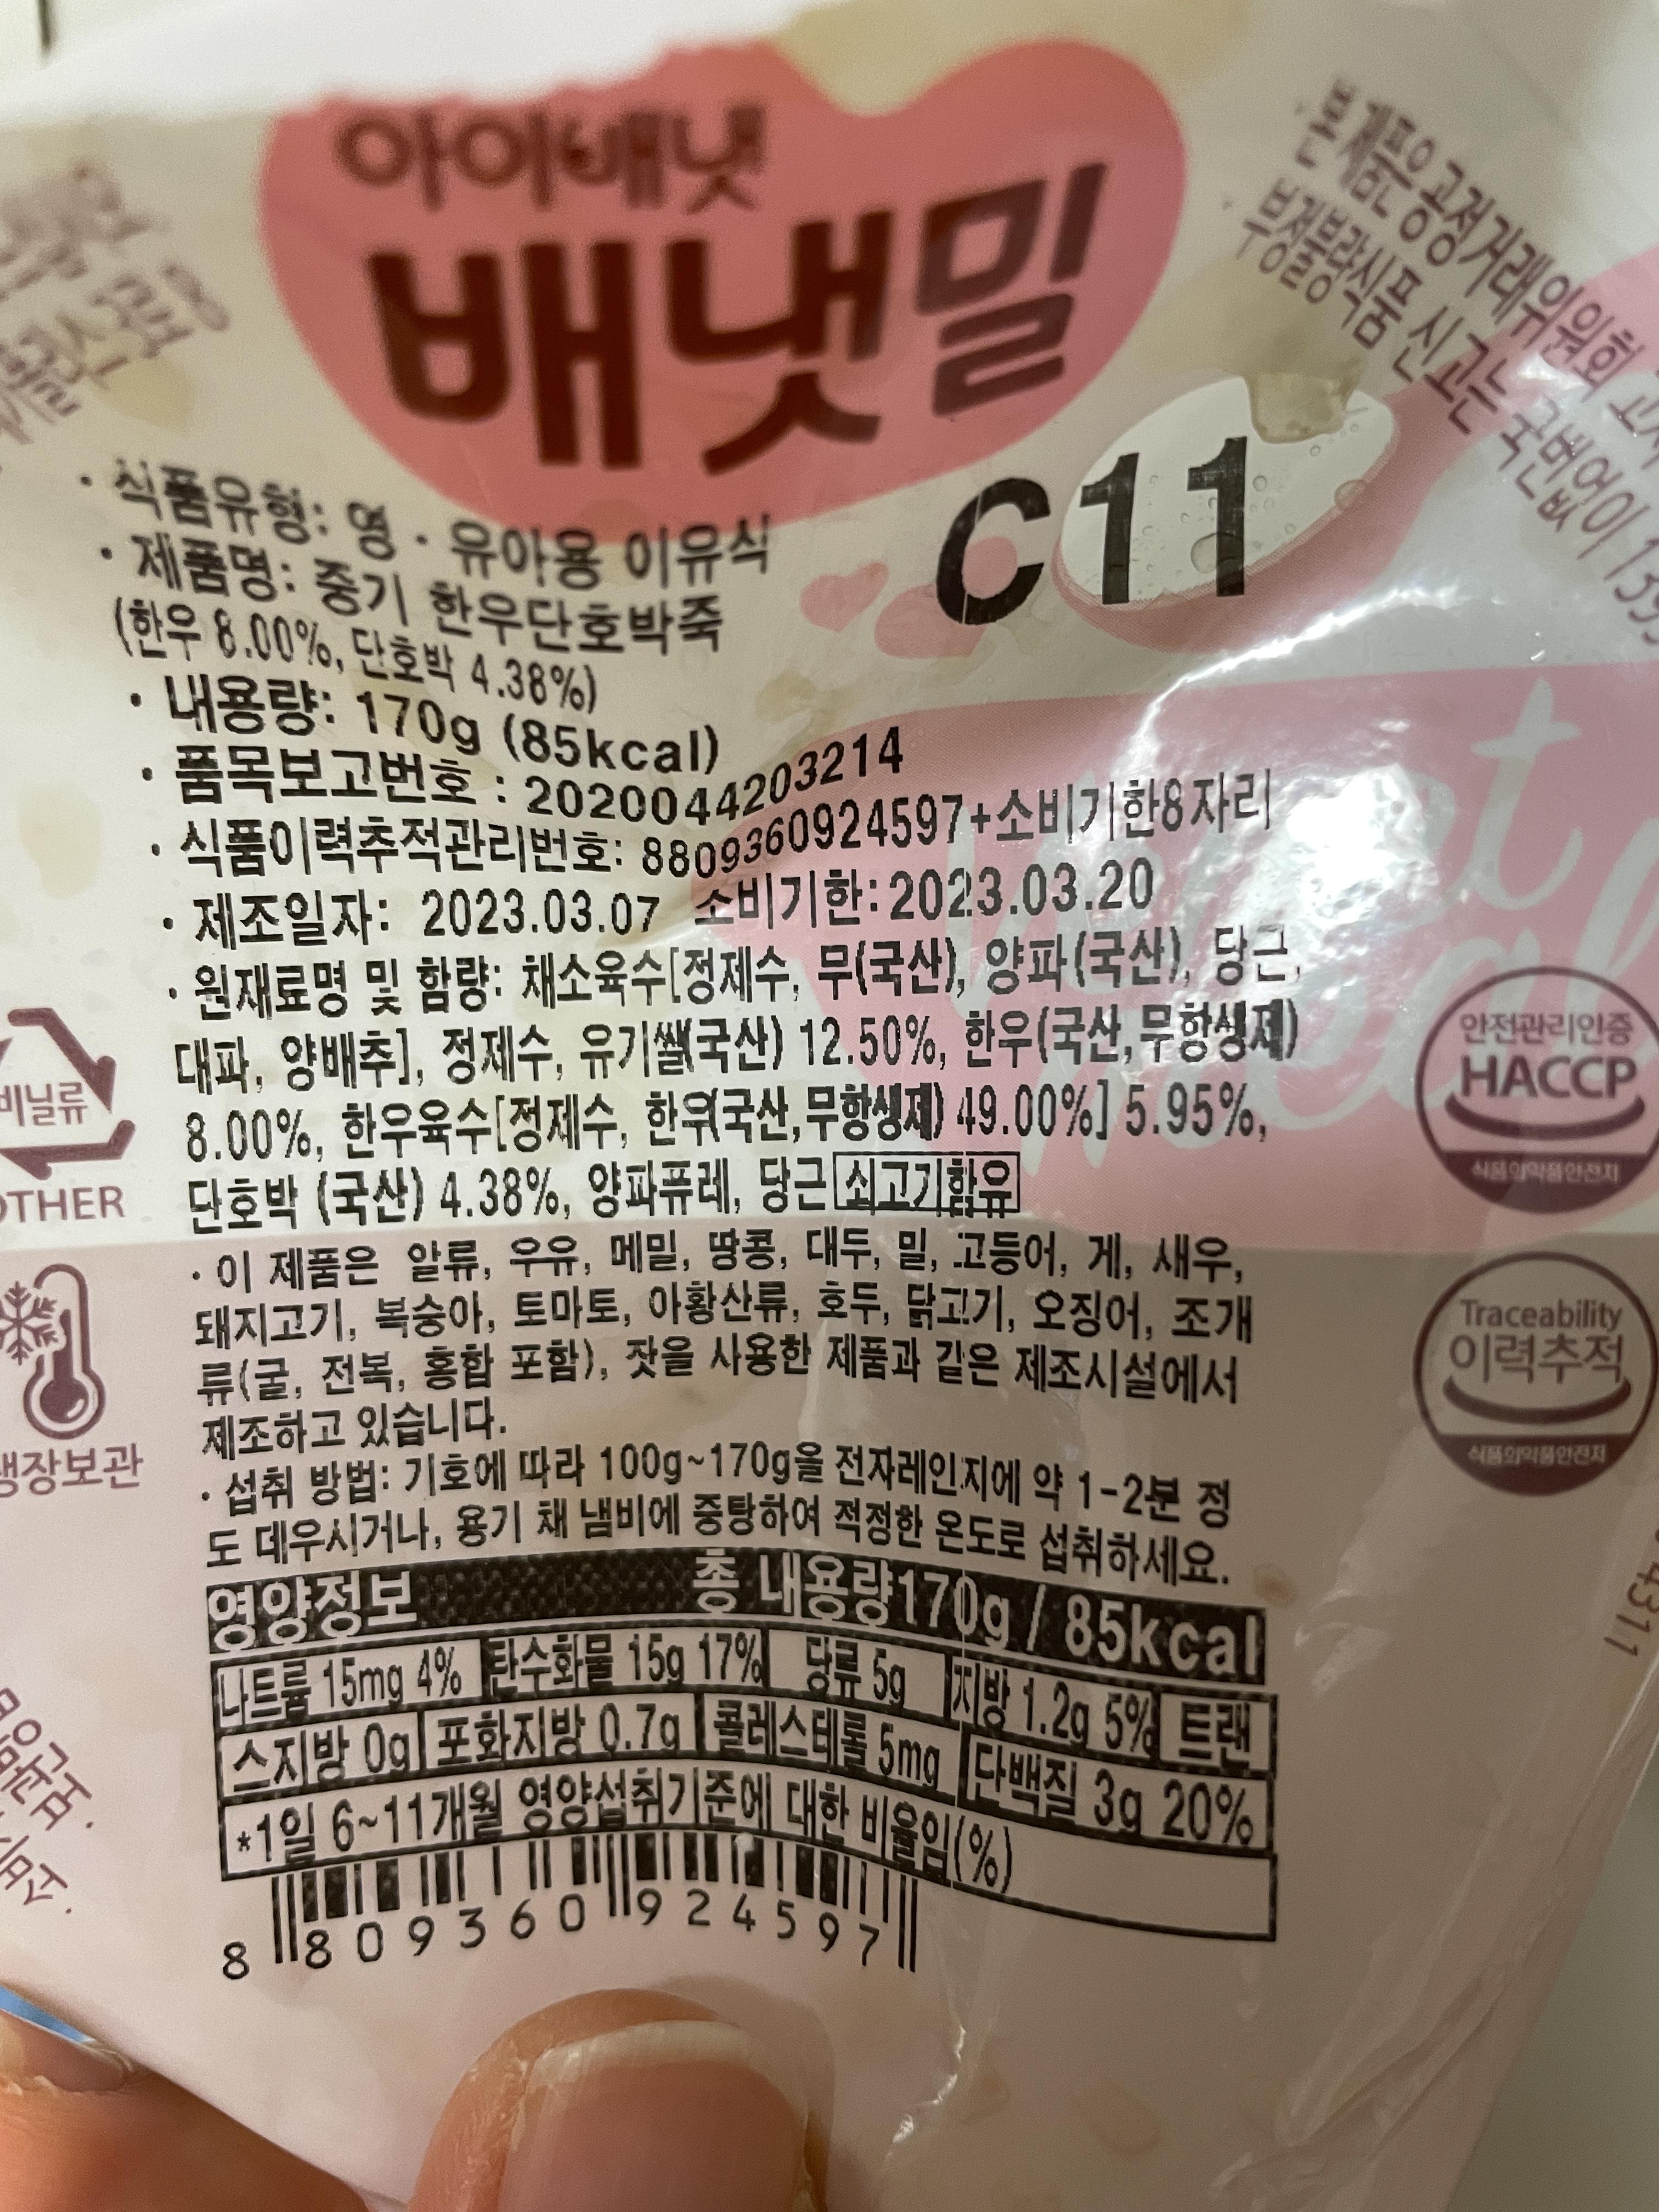 아이배냇
배냇밀
C11
본 제품은 공정거래위원회 고시
부정불량식품 신고는 국번없이 1399
· 식품유형: 영·유아용 이유식
· 제품명: 중기 한우단호박죽
(한우 8.00%, 단호박 4.38%)
· 내용량: 170g (85kcal)
· 품목보고번호 : 2020044203214
· 식품이력추적관리번호: 8809360924597+소비기한8자리
· 제조일자: 2023.03.07 소비기한:2023.03.20
· 원재료명 및 함량: 채소육수[정제수, 무(국산), 양파(국산), 당근,
대파, 양배추], 정제수, 유기쌀(국산) 12.50%, 한우(국산,무항생제)
8.00%, 한우육수[정제수, 한우(국산,무항생제) 49.00%] 5.95%,
단호박 (국산) 4.38%, 양파퓨레, 당근 쇠고기함유
· 이 제품은 알류, 우유, 메밀, 땅콩, 대두, 밀, 고등어, 게, 새우,
돼지고기, 복숭아, 토마토, 아황산류, 호두, 닭고기, 오징어, 조개
류(굴, 전복, 홍합 포함), 잣을 사용한 제품과 같은 제조시설에서
제조하고 있습니다.
· 섭취 방법: 기호에 따라 100g~170g을 전자레인지에 약 1-2분 정
도 데우시거나, 용기 채 냄비에 중탕하여 적정한 온도로 섭취하세요.
영양정보 총 내용량170g / 85kcal
나트륨 15mg 4% 탄수화물 15g 17% 당류 5g 지방 1.2g 5% 트랜
스지방 0g 포화지방 0.7g 콜레스테롤 5mg 단백질 3g 20%
*1일 6~11개월 영양섭취기준에 대한 비율임(%)
8 809360 924597
비닐류
OTHER
냉장보관
안전관리인증
HACCP
식품의약품안전처
Traceability
이력추적
식품의약품안전처
4311